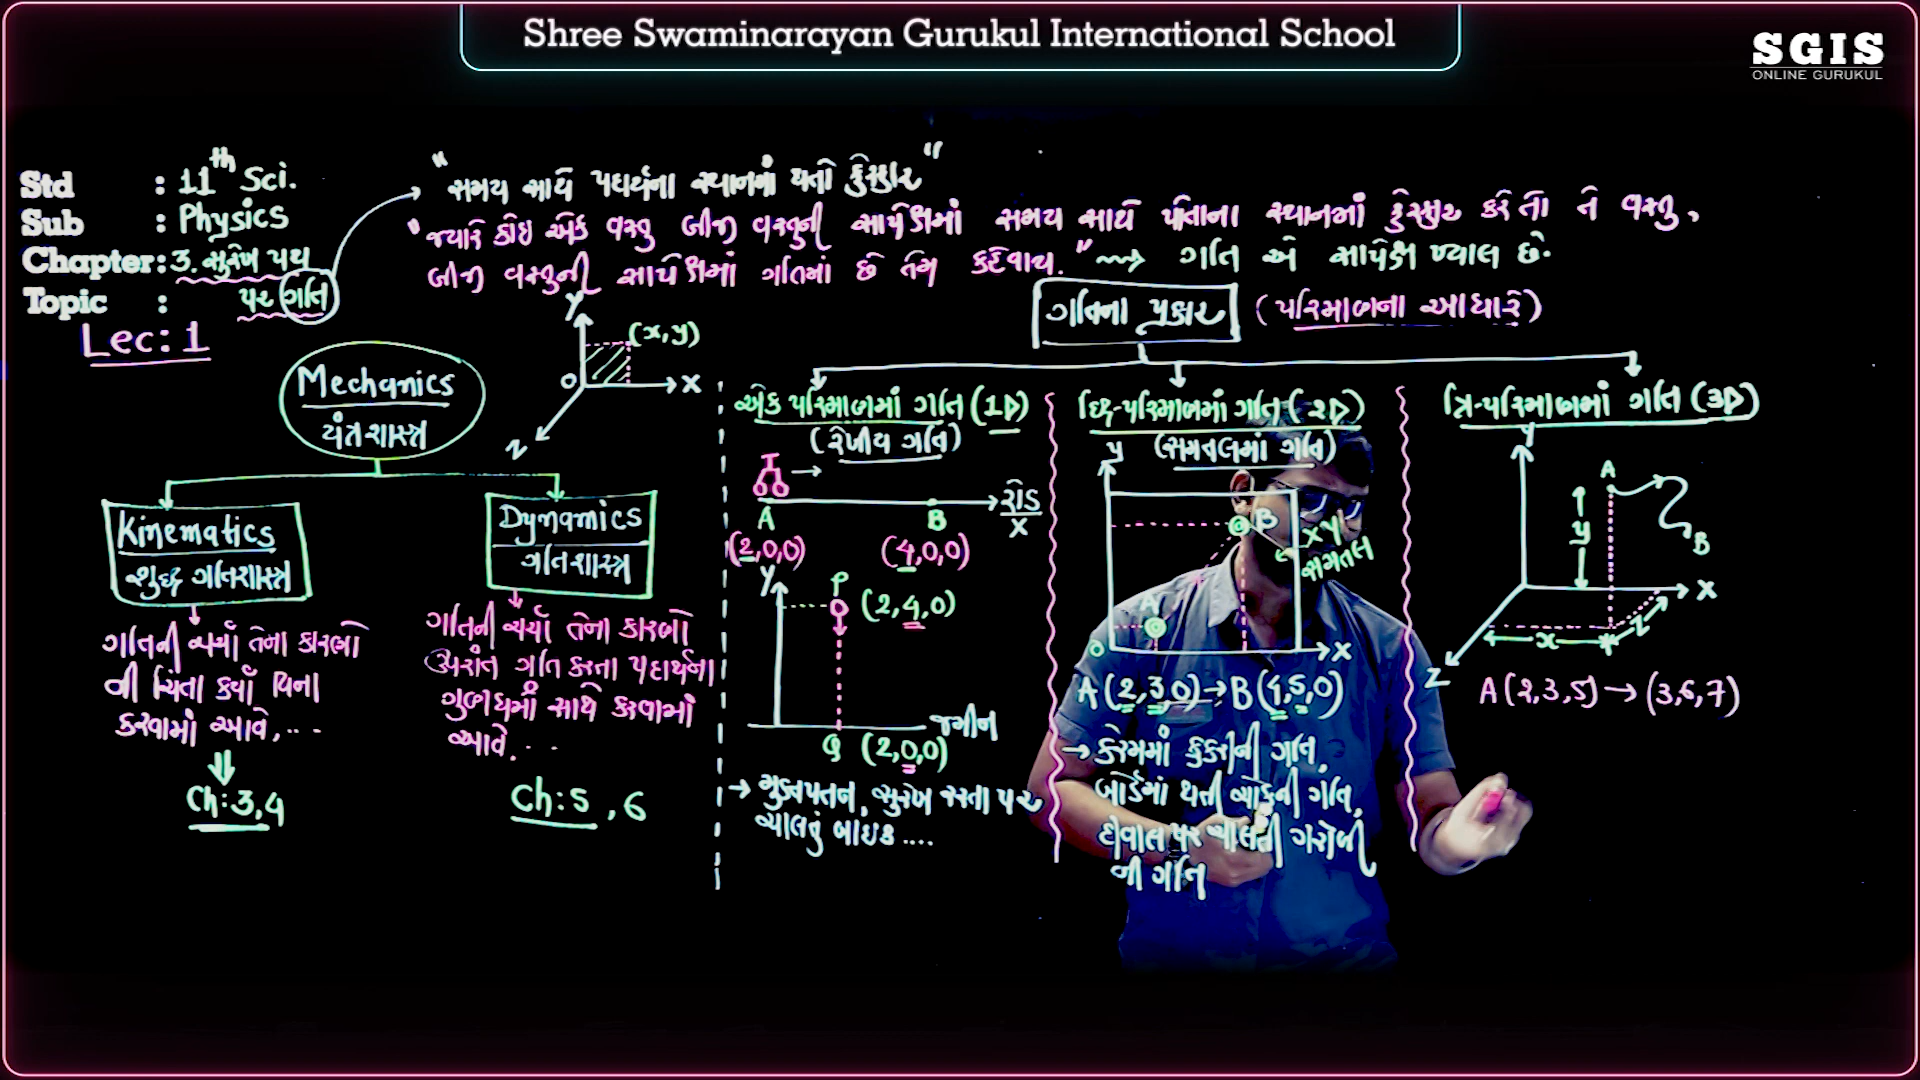 Shree Swaminarayan Gurukul International School
SGIS
ONLINE GURUKUL
Std : 11th Sci.
Sub : Physics
Chapter : 3. સુરેખ પથ
Topic : પર ગતિ
Lec: 1
"સમય સાથે પદાર્થના સ્થાનમાં થતો ફેરફાર"
"જ્યારે કોઇ એક વસ્તુ બીજી વસ્તુની સાપેક્ષમાં સમય સાથે પોતાના સ્થાનમાં ફેરફાર કરે તો તે વસ્તુ,
બીજી વસ્તુની સાપેક્ષમાં ગતિમાં છે તેમ કહેવાય." ⟿ ગતિ એ સાપેક્ષ ખ્યાલ છે.
Mechanics
યંત્રશાસ્ત્ર
Y
(x, y)
O
X
Z
Kinematics
શુદ્ધ ગતિશાસ્ત્ર
ગતિની ચર્ચા તેના કારણો
ની ચિંતા કર્યા વિના
કરવામાં આવે,...
Ch: 3,4
Dynamics
ગતિશાસ્ત્ર
ગતિની ચર્ચા તેના કારણો
ઉપરાંત ગતિ કરતા પદાર્થના
ગુણધર્મો સાથે કરવામાં
આવે...
Ch: 5, 6
ગતિના પ્રકાર (પરિમાણના આધારે)
એક પરિમાણમાં ગતિ (1D)
(રેખીય ગતિ)
રોડ
X
A
B
(2,0,0)
(4,0,0)
Y
P
(2,4,0)
જમીન
Q (2,0,0)
→ મુક્તપતન, સુરેખ રસ્તા પર
ચાલતું બાઇક ....
દ્વિ-પરિમાણમાં ગતિ (2D)
(સમતલમાં ગતિ)
y
B
XY
સમતલ
A
O
X
A(2,3,0) → B(4,5,0)
→ કેરમમાં કુકરીની ગતિ,
બોર્ડમાં થતી ચોકની ગતિ,
દીવાલ પર ચાલતી ગરોળી
ની ગતિ
ત્રિ-પરિમાણમાં ગતિ (3D)
Y
A
B
y
X
x
Z
Z
A(2,3,5) → (3,6,7)